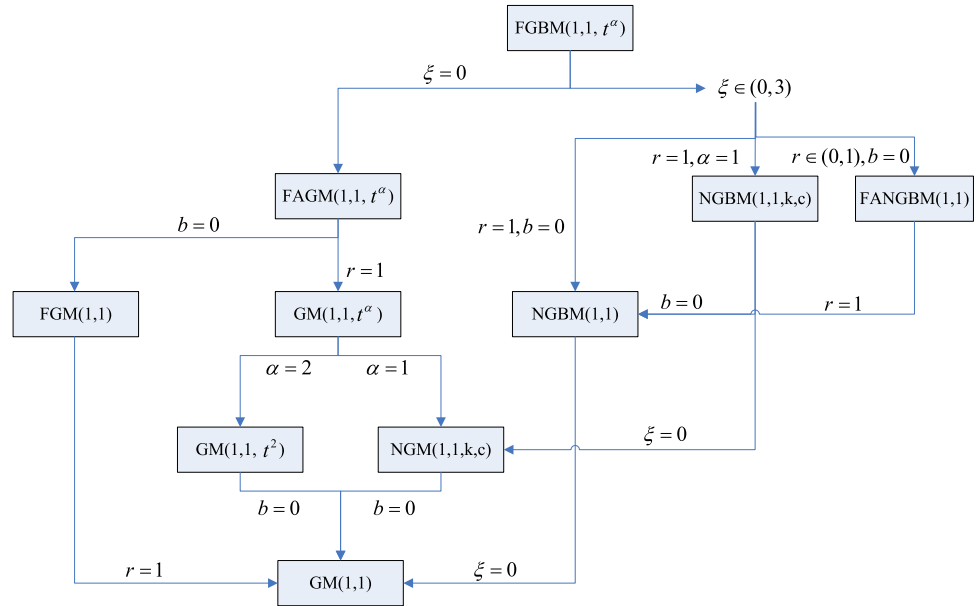 FGBM(1,1, t^α)
ξ = 0
ξ ∈ (0,3)
r = 1, α = 1
r ∈ (0,1), b = 0
FAGM(1,1, t^α)
NGBM(1,1,k,c)
FANGBM(1,1)
b = 0
r = 1, b = 0
r = 1
FGM(1,1)
GM(1,1,t^α)
NGBM(1,1)
b = 0
r = 1
α = 2
α = 1
GM(1,1, t²)
NGM(1,1,k,c)
ξ = 0
b = 0
b = 0
r = 1
GM(1,1)
ξ = 0